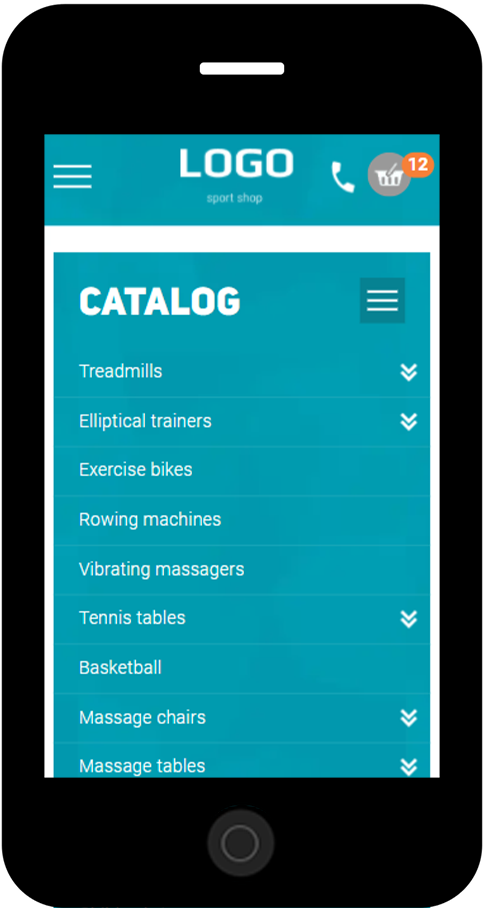 LOGO
sport shop
12
CATALOG
Treadmills
Elliptical trainers
Exercise bikes
Rowing machines
Vibrating massagers
Tennis tables
Basketball
Massage chairs
Massage tables